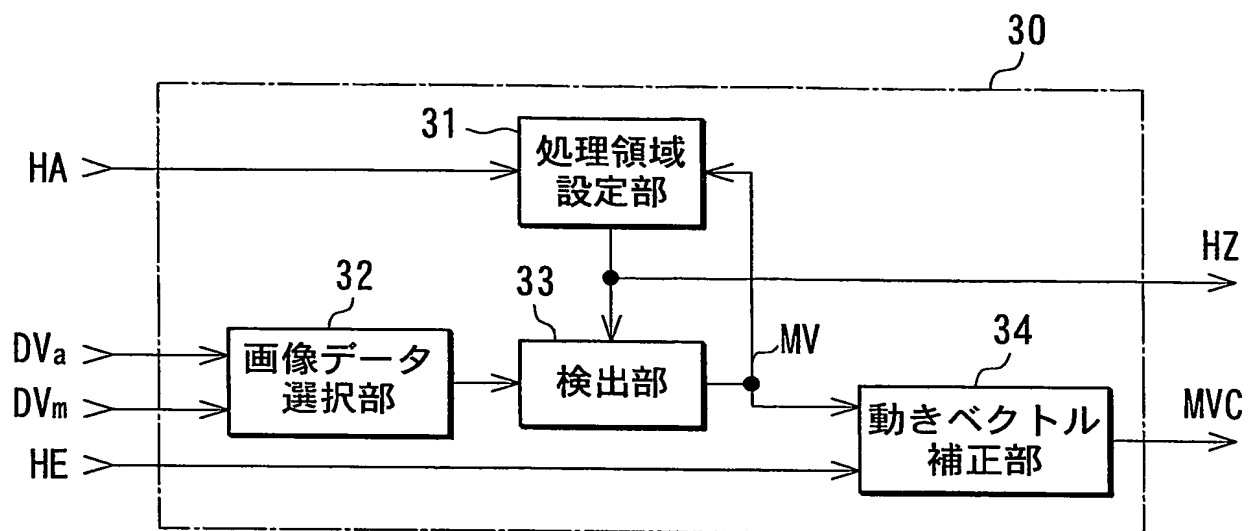 30
31
処理領域
設定部
HA
HZ
32
33
DVa
画像データ
選択部
DVm
検出部
MV
34
動きベクトル
補正部
MVC
HE